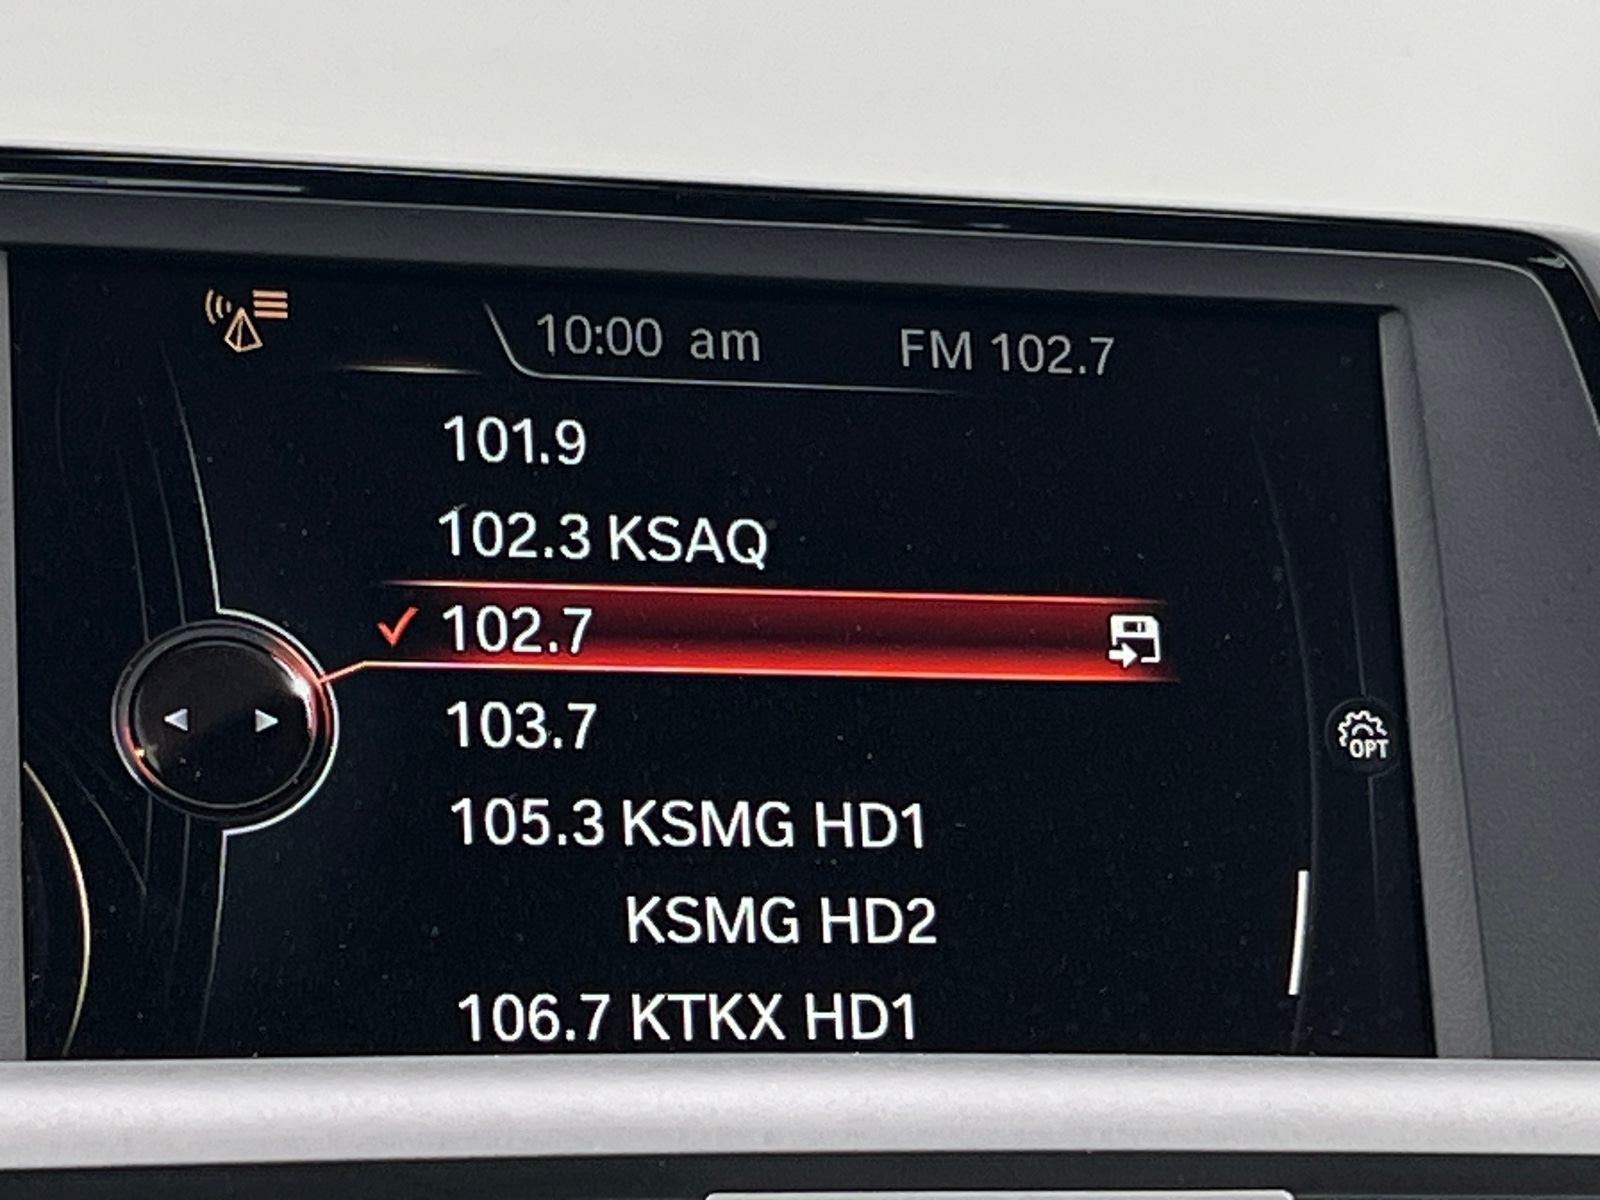 10:00 am FM 102.7
101.9
102.3 KSAQ
102.7
103.7
105.3 KSMG HD1
KSMG HD2
106.7 KTKX HD1
OPT